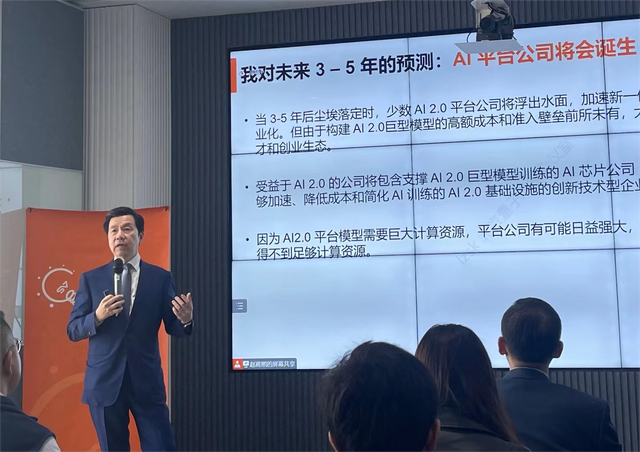 我对未来 3 – 5 年的预测：AI 平台公司将会诞生
• 当 3-5 年后尘埃落定时，少数 AI 2.0 平台公司将浮出水面，加速新一
业化。但由于构建 AI 2.0巨型模型的高额成本和准入壁垒前所未有，
才和创业生态。
• 受益于 AI 2.0 的公司将包含支撑 AI 2.0 巨型模型训练的 AI 芯片公司
够加速、降低成本和简化 AI 训练的 AI 2.0 基础设施的创新技术型企
• 因为 AI2.0 平台模型需要巨大计算资源，平台公司有可能日益强大，
得不到足够计算资源。
的屏幕共享